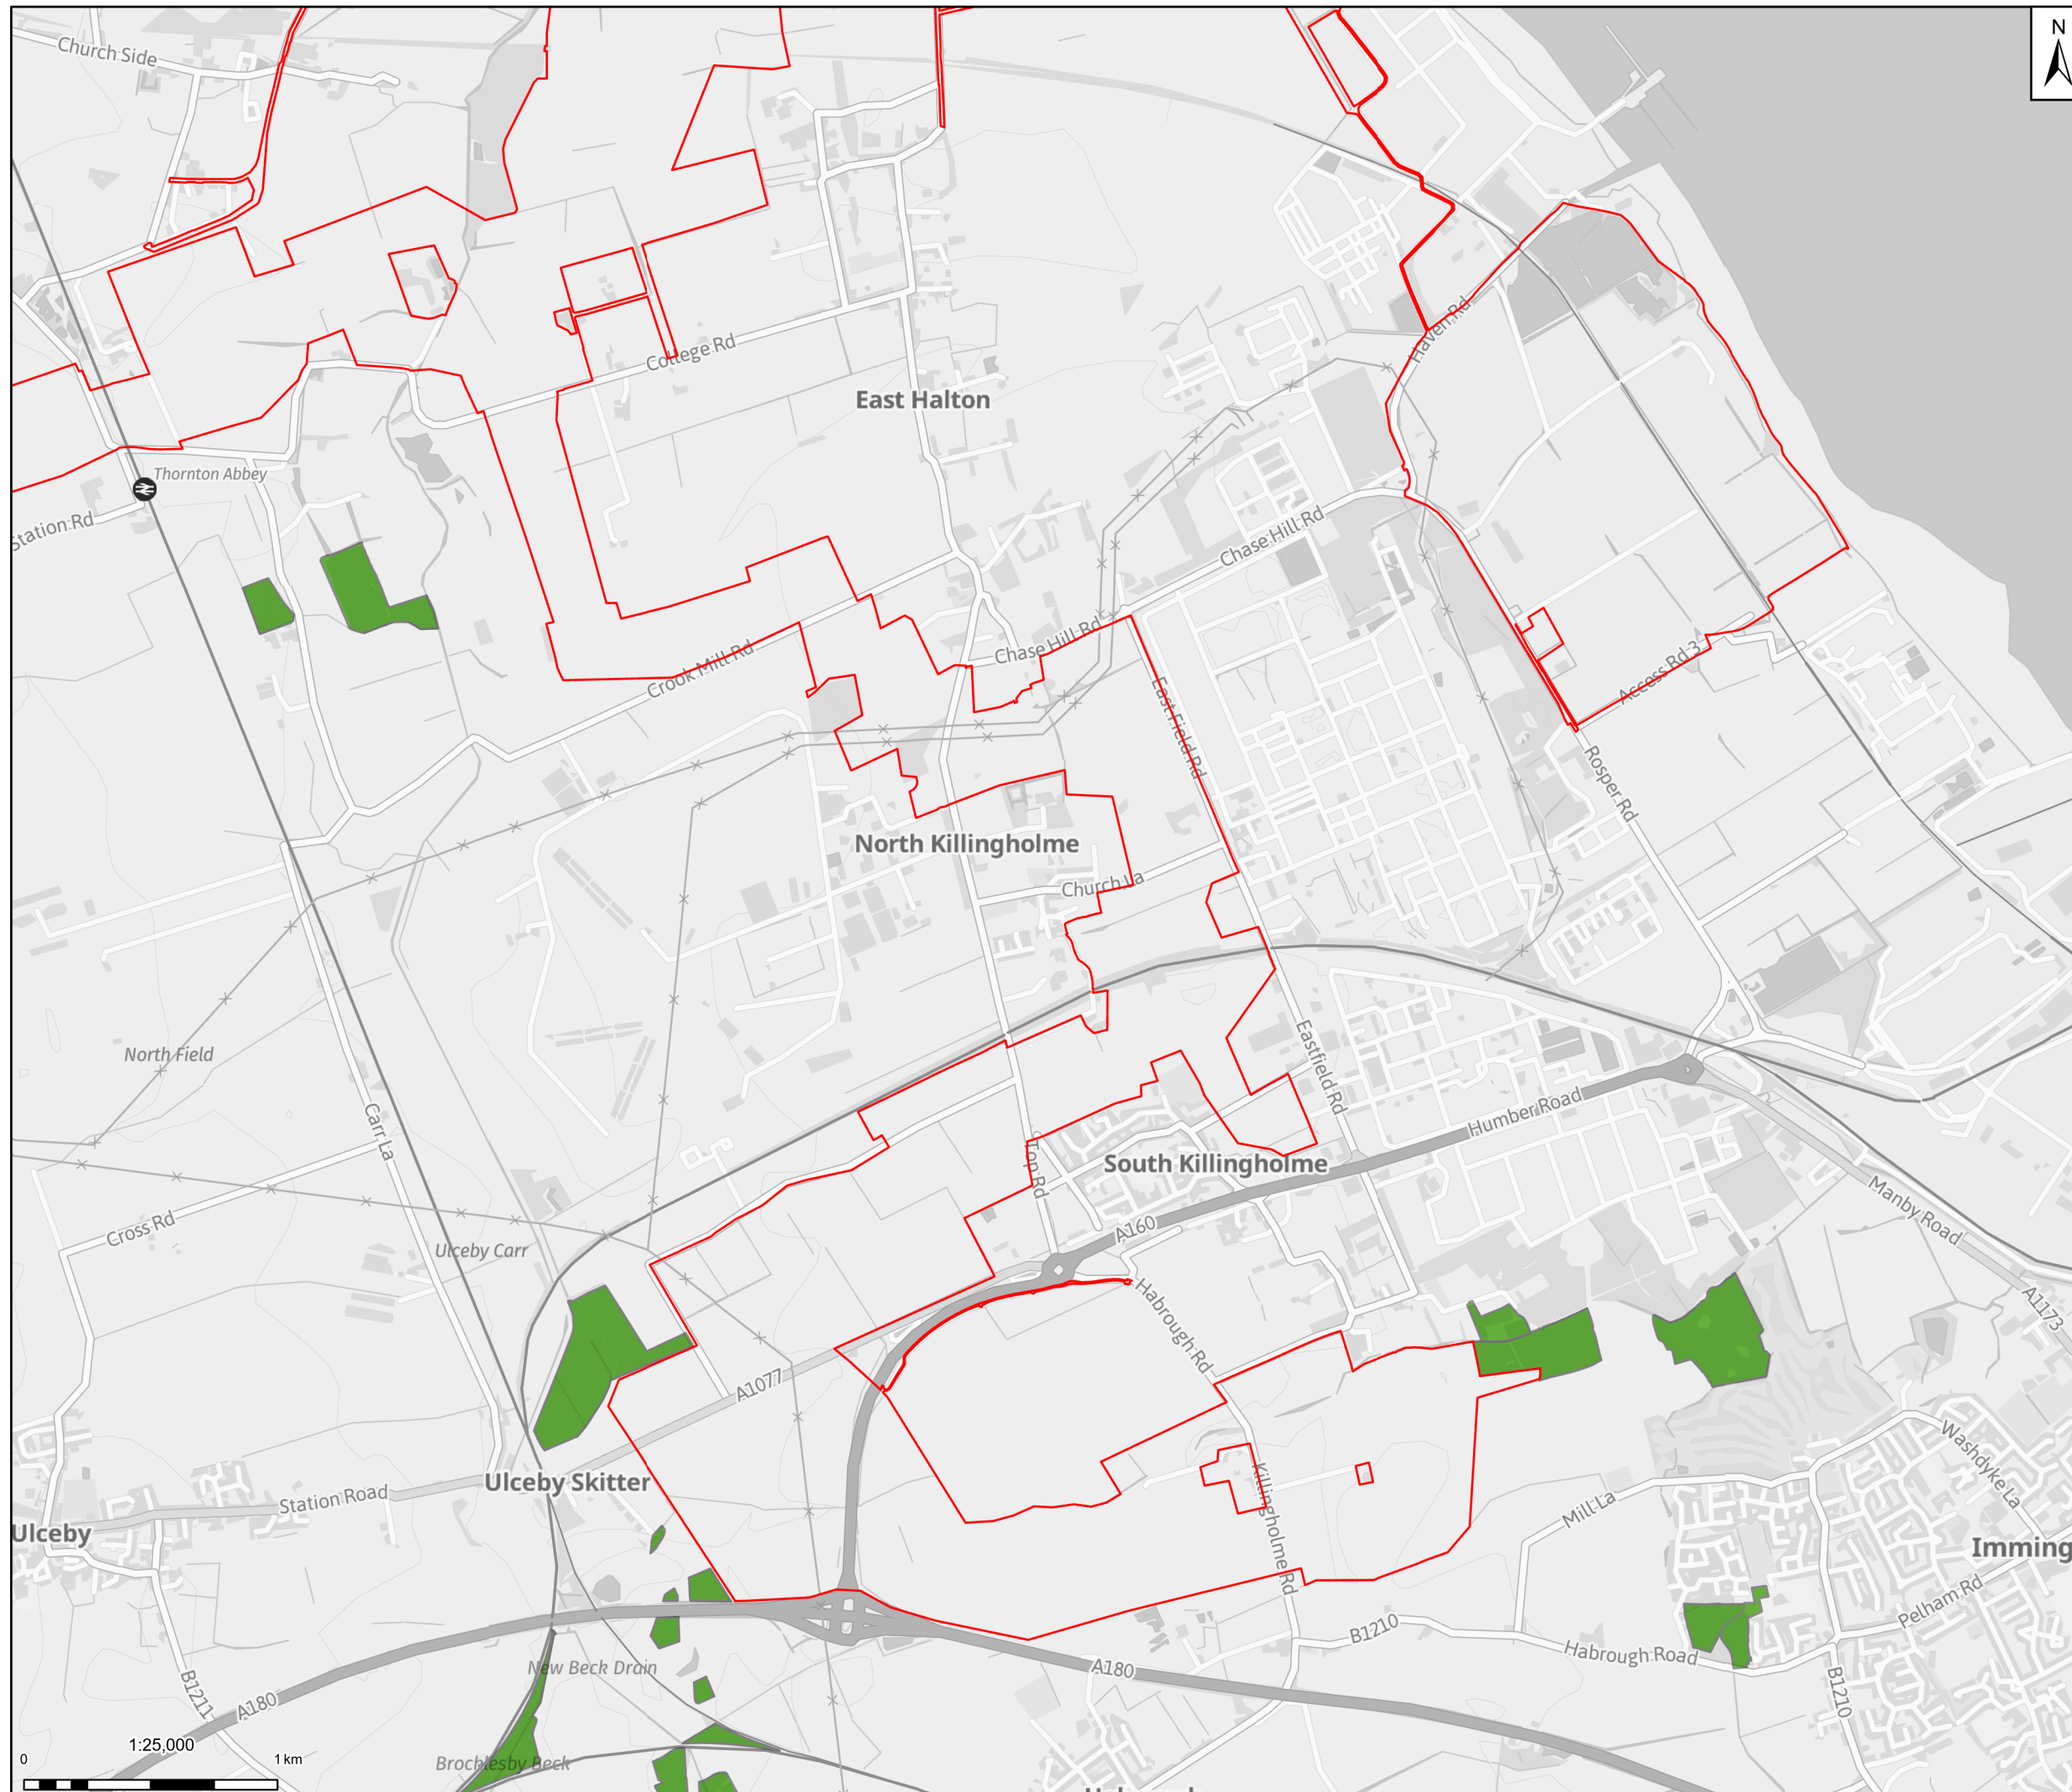 N
Church Side
College Rd
Haven Rd
East Halton
Thornton Abbey
Station Rd
Chase Hill Rd
Chase Hill Rd
Crook Mill Rd
East Field Rd
Access Rd 3
Rosper Rd
North Killingholme
Church La
North Field
Carr La
Eastfield Rd
Humber Road
Top Rd
South Killingholme
Manby Road
Cross Rd
Ulceby Carr
A160
Habrough Rd
A1173
A1077
Washdyke La
Ulceby Skitter
Station Road
Killingholme Rd
Mill La
Ulceby
Imming
Pelham Rd
B1210
Habrough Road
New Beck Drain
A180
B1211
A180
B1210
1:25,000
0
1 km
Brocklesby Beck